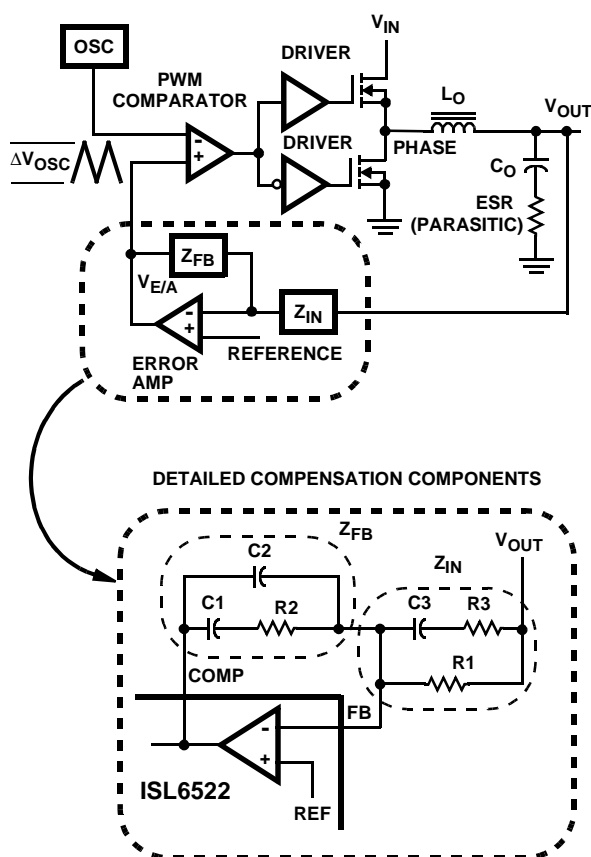 V_IN
OSC
DRIVER
PWM
COMPARATOR
L_O
V_OUT
DRIVER
ΔV_OSC
-
+
PHASE
C_O
ESR
(PARASITIC)
Z_FB
V_E/A
-
+
Z_IN
REFERENCE
ERROR
AMP
DETAILED COMPENSATION COMPONENTS
Z_FB
V_OUT
C2
Z_IN
C1
R2
C3
R3
COMP
R1
FB
-
+
ISL6522
REF